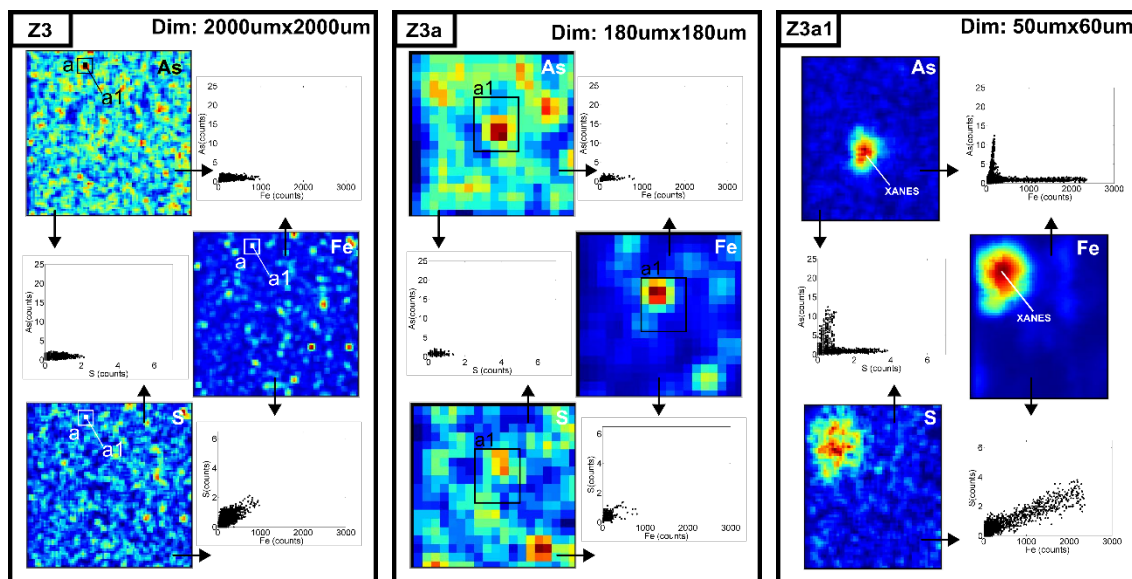 Z3
Dim: 2000umx2000um
a
As
a1
25
20
15
10
5
0
As(counts)
0 1000 2000 3000
Fe (counts)
a
Fe
a1
25
20
15
10
5
0
As(counts)
0 2 4 6
S (counts)
a
S
a1
6
4
2
0
S(counts)
0 1000 2000 3000
Fe (counts)
Z3a
Dim: 180umx180um
As
a1
25
20
15
10
5
0
As(counts)
0 1000 2000 3000
Fe (counts)
Fe
a1
25
20
15
10
5
0
As(counts)
0 2 4 6
S (counts)
S
a1
6
4
2
0
S(counts)
0 1000 2000 3000
Fe (counts)
Z3a1
Dim: 50umx60um
As
XANES
25
20
15
10
5
0
As(counts)
0 1000 2000 3000
Fe (counts)
Fe
XANES
25
20
15
10
5
0
As(counts)
2 4 6
S (counts)
S
6
4
2
0
S(counts)
0 1000 2000 3000
Fe (counts)